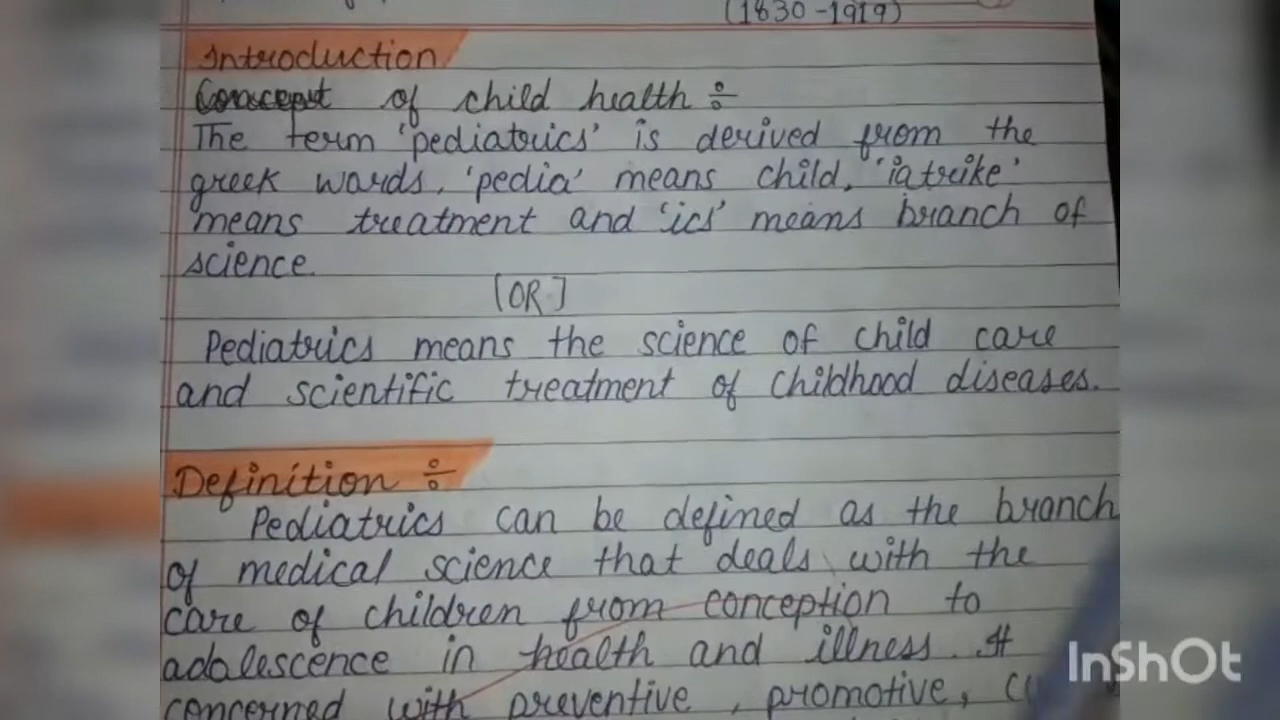 (1830-1919)
Introduction
Concept of child health ÷
The term 'pediatrics' is derived from the
greek words. 'pedia' means child, 'iatrike'
means treatment and 'ics' means branch of
science.
[OR]
Pediatrics means the science of child care
and scientific treatment of childhood diseases.
Definition ÷
Pediatrics can be defined as the branch
of medical science that deals with the
care of children from conception to
adolescence in health and illness. It
concerned with preventive, promotive,
InShOt